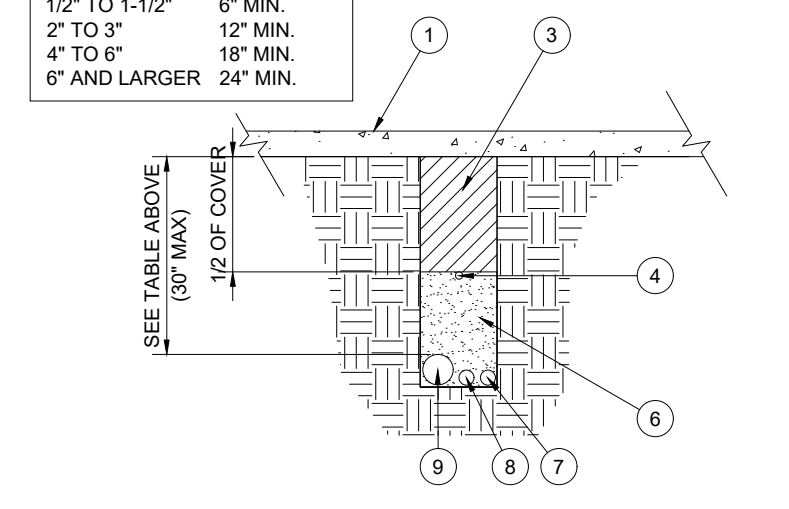 1/2" TO 1-1/2" 6" MIN.
2" TO 3" 12" MIN.
4" TO 6" 18" MIN.
6" AND LARGER 24" MIN.
1
3
SEE TABLE ABOVE
(30" MAX)
1/2 OF COVER
4
6
9
8
7